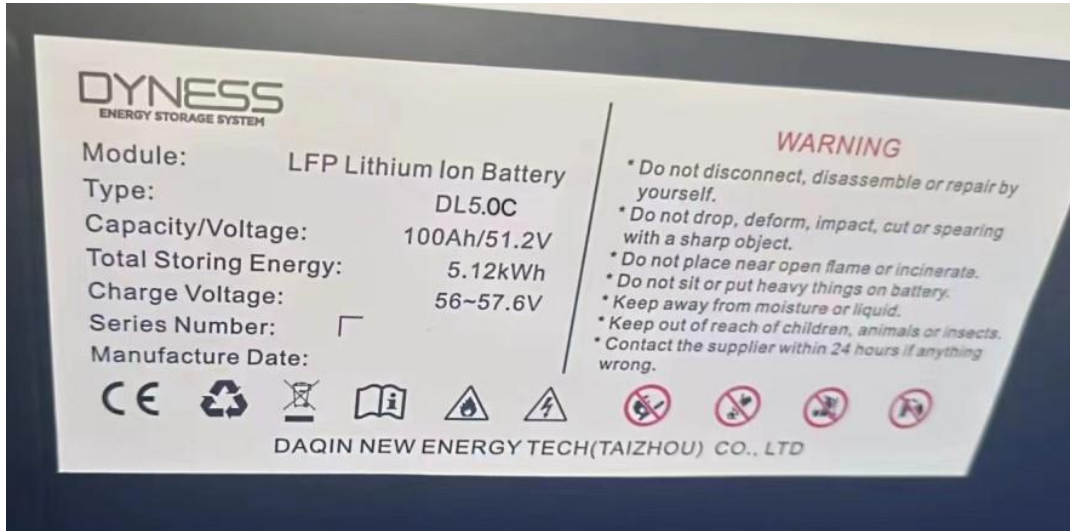 DYNESS
ENERGY STORAGE SYSTEM
Module: LFP Lithium Ion Battery
Type: DL5.0C
Capacity/Voltage: 100Ah/51.2V
Total Storing Energy: 5.12kWh
Charge Voltage: 56~57.6V
Series Number:
Manufacture Date:
CE
WARNING
* Do not disconnect, disassemble or repair by
yourself.
* Do not drop, deform, impact, cut or spearing
with a sharp object.
* Do not place near open flame or incinerate.
* Do not sit or put heavy things on battery.
* Keep away from moisture or liquid.
* Keep out of reach of children, animals or insects.
* Contact the supplier within 24 hours if anything
wrong.
DAQIN NEW ENERGY TECH(TAIZHOU) CO., LTD